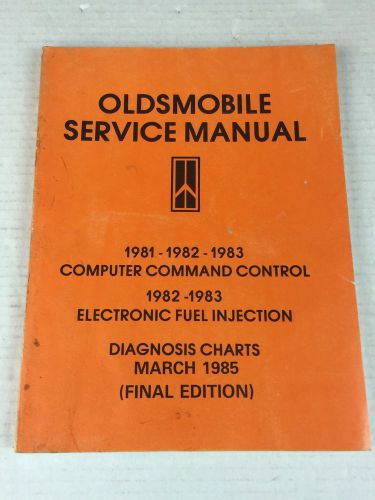 OLDSMOBILE
SERVICE MANUAL
1981 - 1982 - 1983
COMPUTER COMMAND CONTROL
1982 -1983
ELECTRONIC FUEL INJECTION
DIAGNOSIS CHARTS
MARCH 1985
(FINAL EDITION)